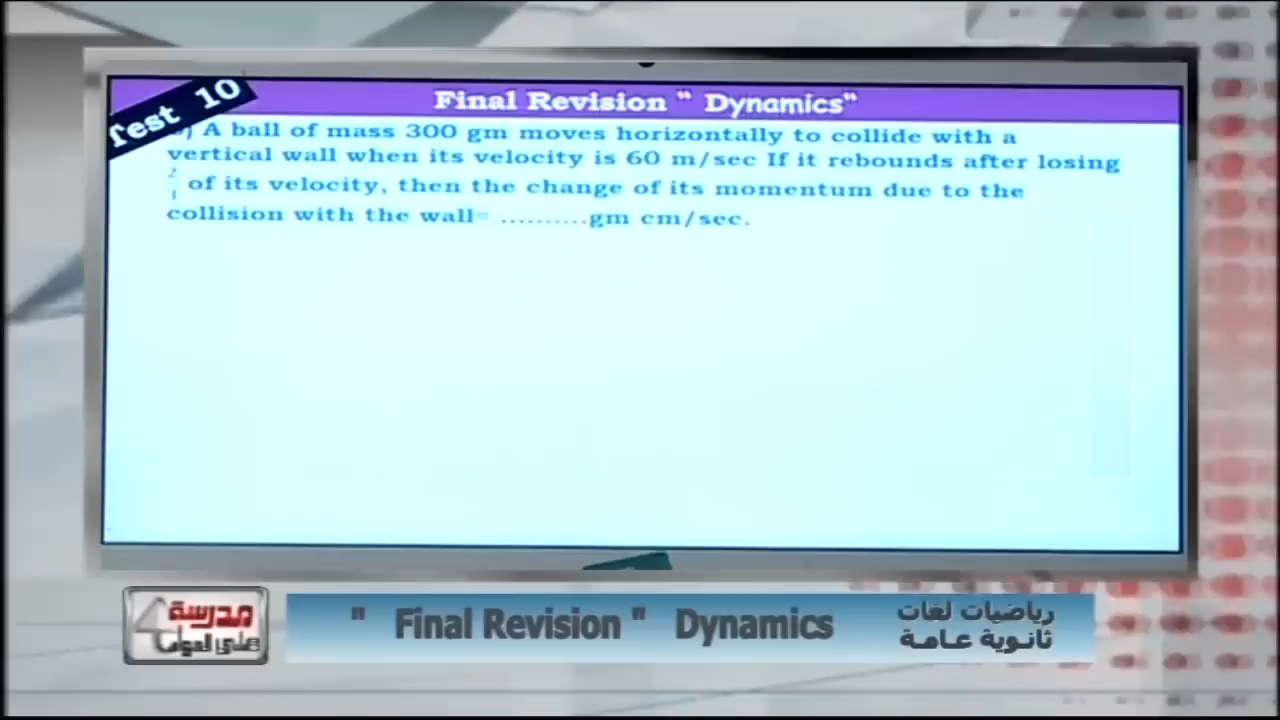 Test 10
Final Revision " Dynamics"
) A ball of mass 300 gm moves horizontally to collide with a
vertical wall when its velocity is 60 m/sec If it rebounds after losing
of its velocity, then the change of its momentum due to the
collision with the wall= ..........gm cm/sec.
مدرسة
على الهواء
" Final Revision " Dynamics
رياضيات لغات
ثانوية عامة